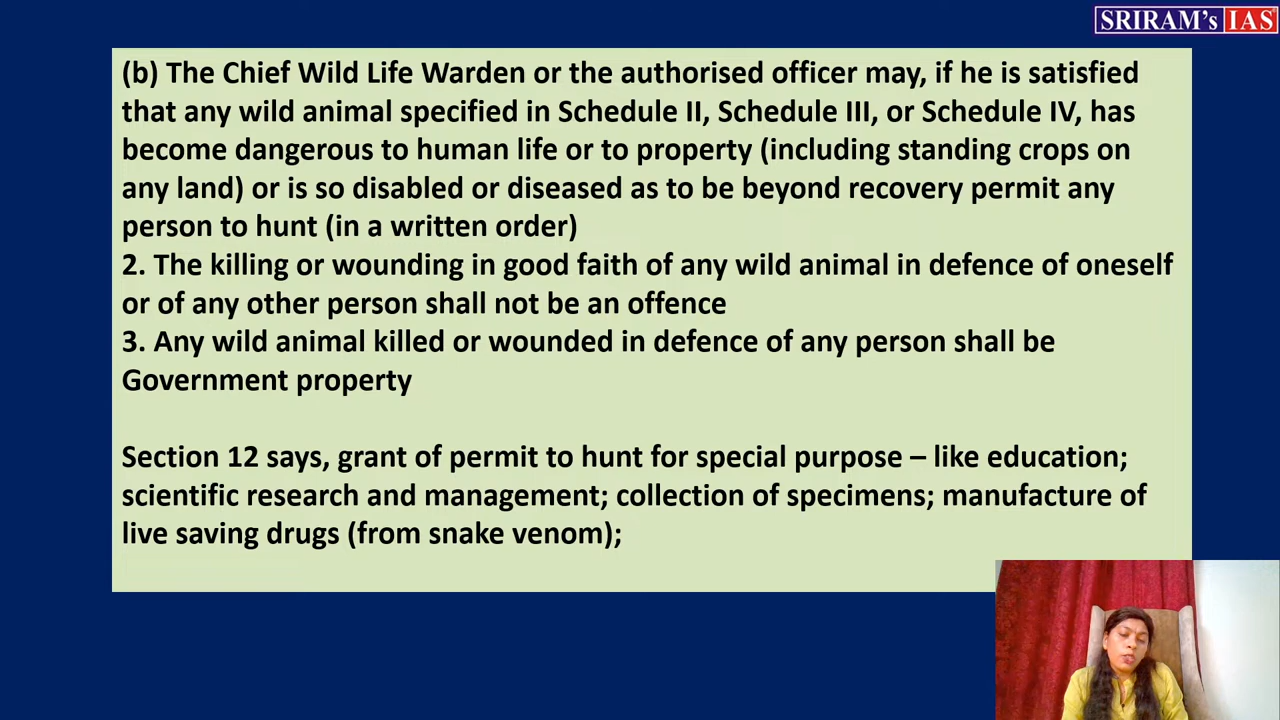 SRIRAM's IAS
(b) The Chief Wild Life Warden or the authorised officer may, if he is satisfied
that any wild animal specified in Schedule II, Schedule III, or Schedule IV, has
become dangerous to human life or to property (including standing crops on
any land) or is so disabled or diseased as to be beyond recovery permit any
person to hunt (in a written order)
2. The killing or wounding in good faith of any wild animal in defence of oneself
or of any other person shall not be an offence
3. Any wild animal killed or wounded in defence of any person shall be
Government property
Section 12 says, grant of permit to hunt for special purpose – like education;
scientific research and management; collection of specimens; manufacture of
live saving drugs (from snake venom);